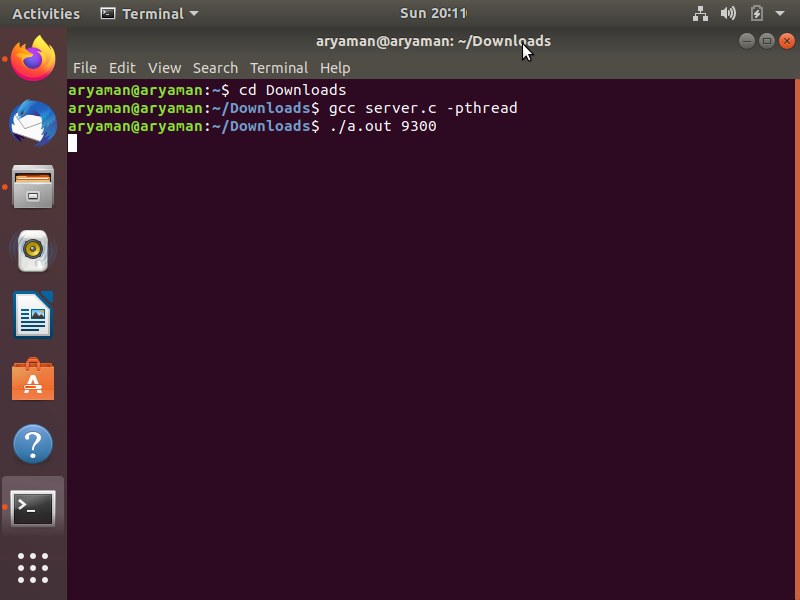 Activities Terminal Sun 20:11
aryaman@aryaman: ~/Downloads
File Edit View Search Terminal Help
aryaman@aryaman:~$ cd Downloads
aryaman@aryaman:~/Downloads$ gcc server.c -pthread
aryaman@aryaman:~/Downloads$ ./a.out 9300